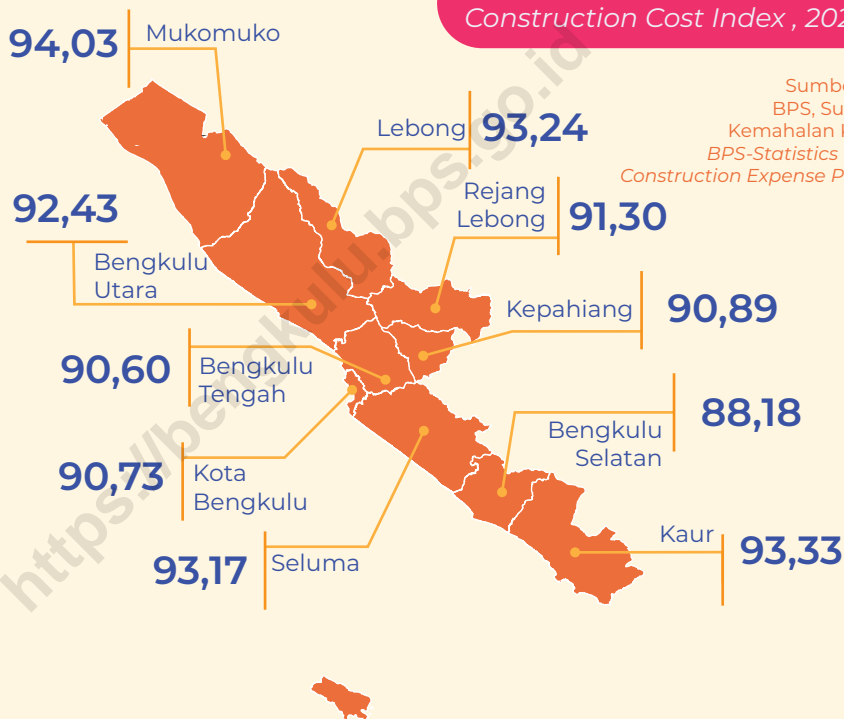 Construction Cost Index , 202
94,03
Mukomuko
Sumbe
BPS, Su
Kemahalan K
BPS-Statistics
Construction Expense P
Lebong
93,24
Rejang
Lebong
91,30
92,43
Bengkulu
Utara
Kepahiang
90,89
90,60
Bengkulu
Tengah
88,18
Bengkulu
Selatan
90,73
Kota
Bengkulu
93,17
Seluma
Kaur
93,33
https://bengkulu.bps.go.id